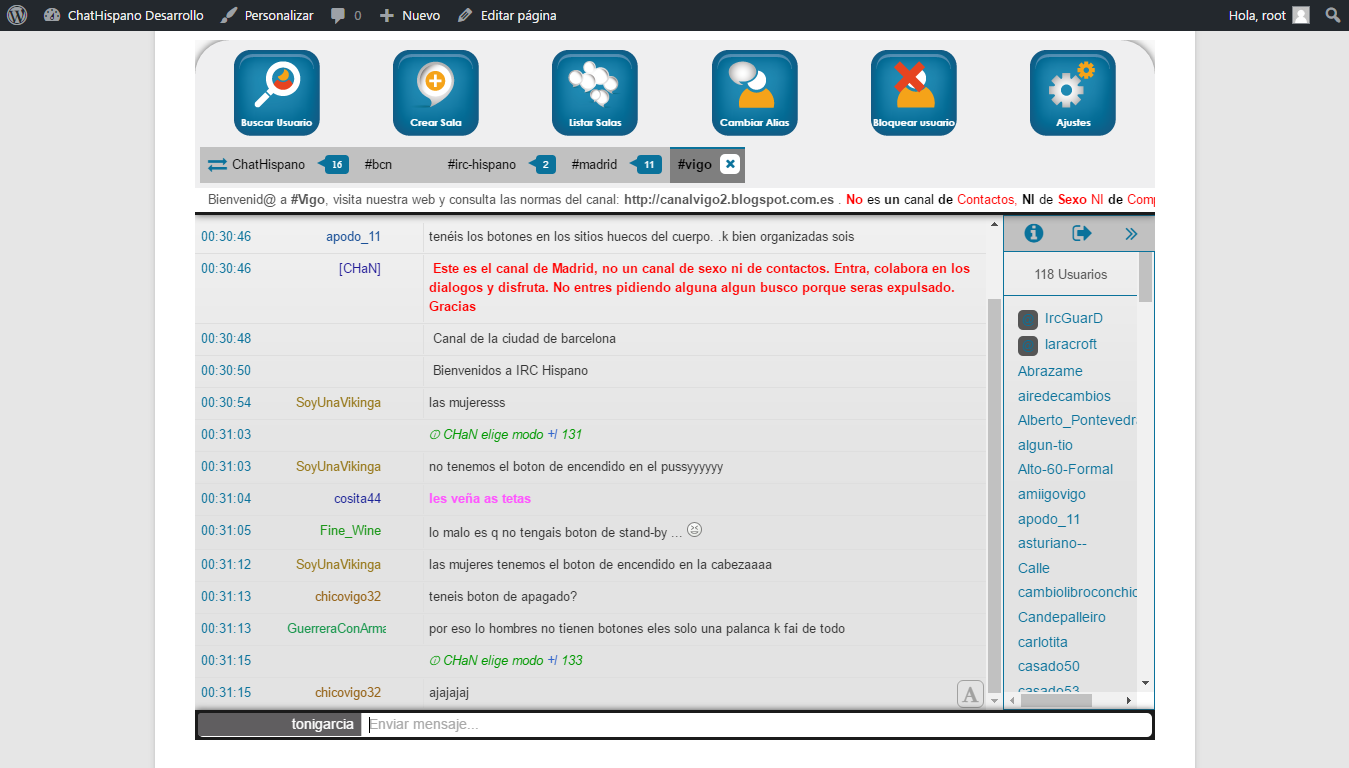 ChatHispano Desarrollo Personalizar 0 Nuevo Editar página Hola, root
Buscar Usuario Crear Sala Listar Salas Cambiar Alias Bloquear usuario Ajustes
ChatHispano 16 #bcn #irc-hispano 2 #madrid 11 #vigo
Bienvenid@ a #Vigo, visita nuestra web y consulta las normas del canal: http://canalvigo2.blogspot.com.es . No es un canal de Contactos, NI de Sexo NI de Comp
00:30:46 apodo_11 tenéis los botones en los sitios huecos del cuerpo. .k bien organizadas sois
00:30:46 [CHaN] Este es el canal de Madrid, no un canal de sexo ni de contactos. Entra, colabora en los
dialogos y disfruta. No entres pidiendo alguna algun busco porque seras expulsado.
Gracias
00:30:48 Canal de la ciudad de barcelona
00:30:50 Bienvenidos a IRC Hispano
00:30:54 SoyUnaVikinga las mujeresss
00:31:03 CHaN elige modo +l 131
00:31:03 SoyUnaVikinga no tenemos el boton de encendido en el pussyyyyyy
00:31:04 cosita44 les veña as tetas
00:31:05 Fine_Wine lo malo es q no tengais boton de stand-by ...
00:31:12 SoyUnaVikinga las mujeres tenemos el boton de encendido en la cabezaaaa
00:31:13 chicovigo32 teneis boton de apagado?
00:31:13 GuerreraConArma por eso lo hombres no tienen botones eles solo una palanca k fai de todo
00:31:15 CHaN elige modo +l 133
00:31:15 chicovigo32 ajajajaj
A
tonigarcia Enviar mensaje...
118 Usuarios
IrcGuarD
laracroft
Abrazame
airedecambios
Alberto_Pontevedra
algun-tio
Alto-60-Formal
amiigovigo
apodo_11
asturiano--
Calle
cambiolibroconchic
Candepalleiro
carlotita
casado50
casado53